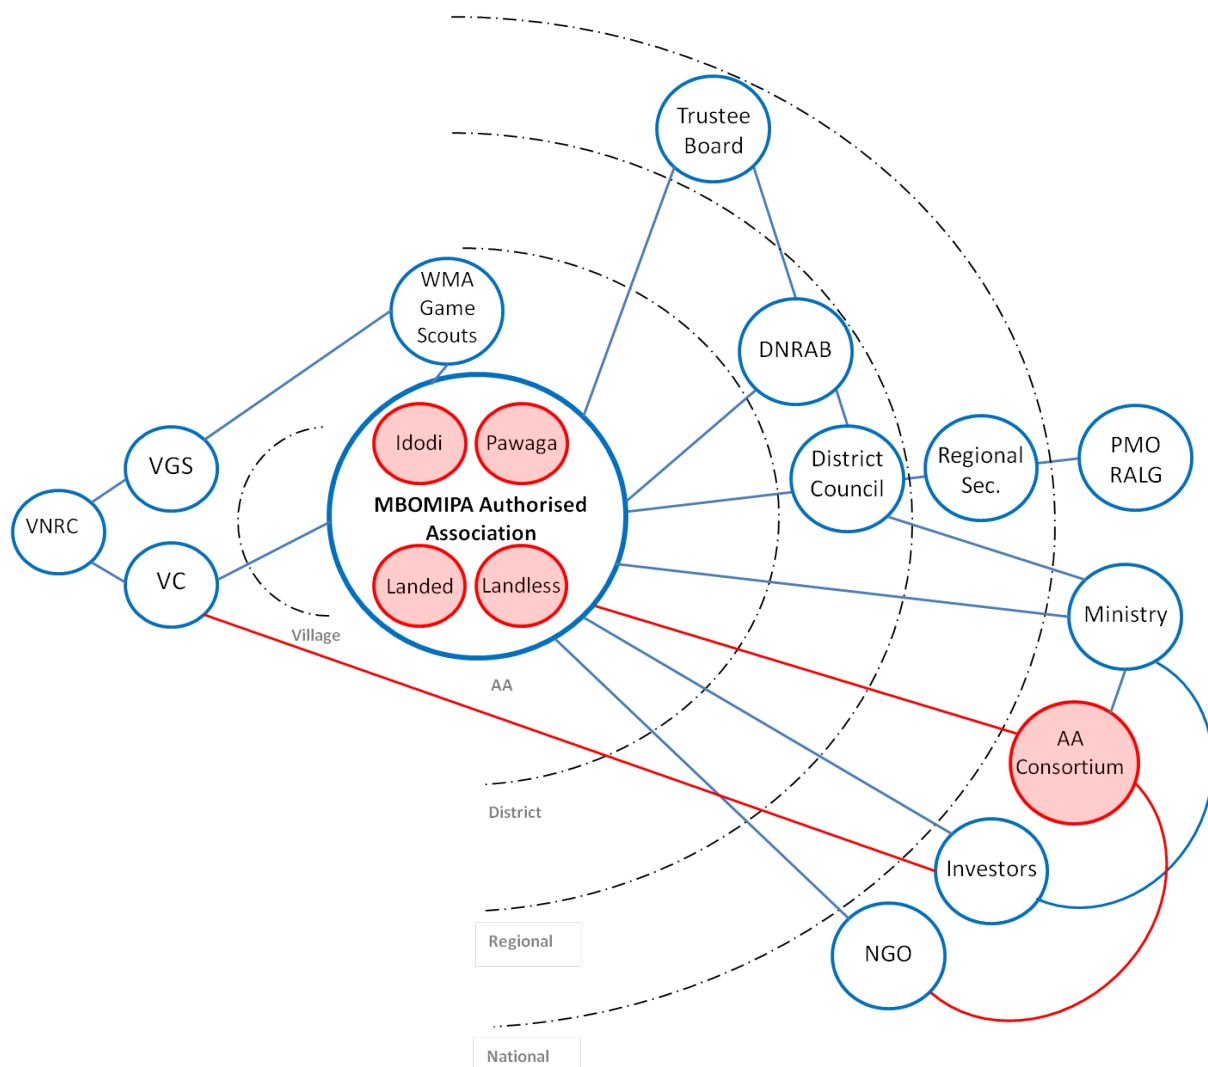 Trustee
Board
WMA
Game
Scouts
DNRAB
Idodi
Pawaga
MBOMIPA Authorised
Association
Landed
Landless
VGS
VNRC
VC
District
Council
Regional
Sec.
PMO
RALG
Ministry
Village
AA
AA
Consortium
District
Investors
Regional
NGO
National